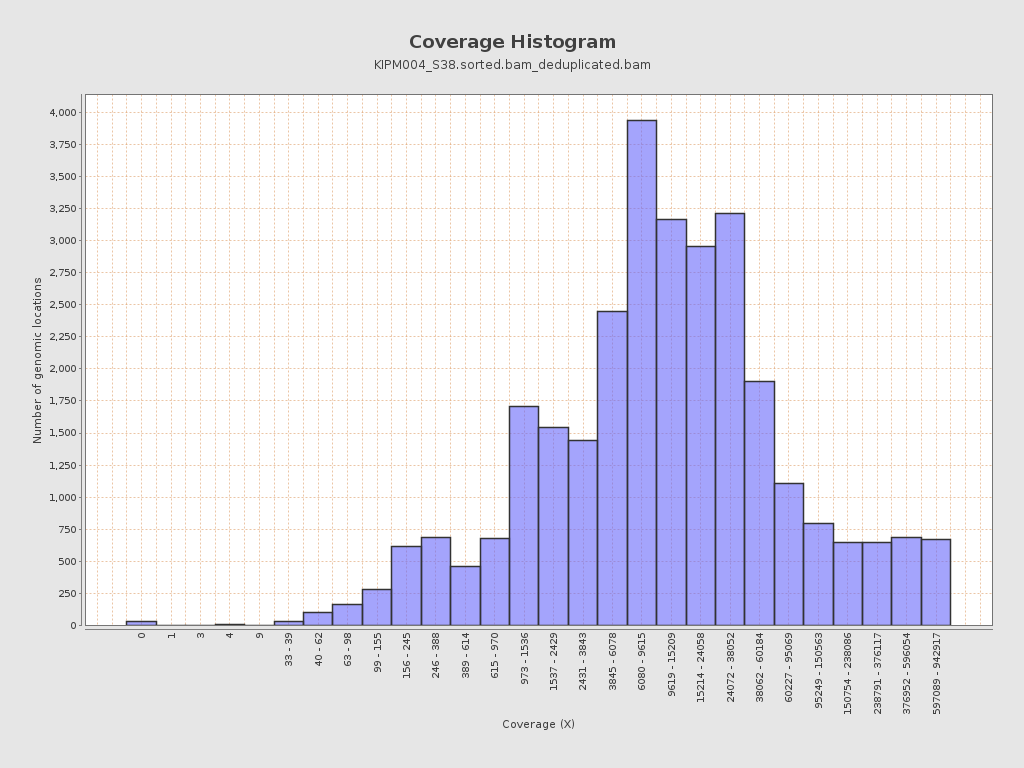 Coverage Histogram
KIPM004_S38.sorted.bam_deduplicated.bam
Number of genomic locations
4,000
3,750
3,500
3,250
3,000
2,750
2,500
2,250
2,000
1,750
1,500
1,250
1,000
750
500
250
0
0
1
3
4
9
33 - 39
40 - 62
63 - 98
99 - 155
156 - 245
246 - 388
389 - 614
615 - 970
973 - 1536
1537 - 2429
2431 - 3843
3845 - 6078
6080 - 9615
9619 - 15209
15214 - 24058
24072 - 38052
38062 - 60184
60227 - 95069
95249 - 150563
150754 - 238086
238791 - 376117
376952 - 596054
597089 - 942917
Coverage (X)